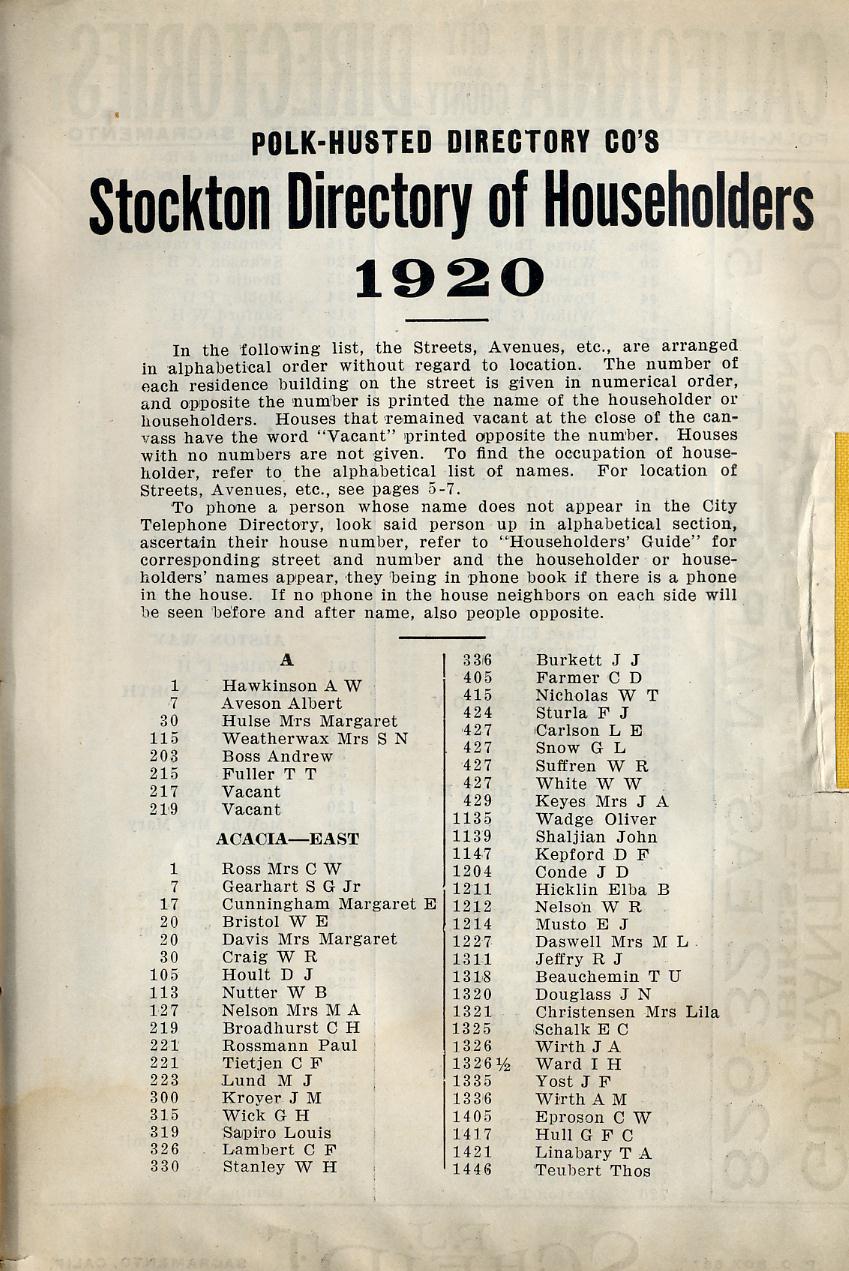 POLK-HUSTED DIRECTORY CO'S
Stockton Directory of Householders
1920
In the following list, the Streets, Avenues, etc., are arranged
in alphabetical order without regard to location. The number of
each residence building on the street is given in numerical order,
and opposite the number is printed the name of the householder or
householders. Houses that remained vacant at the close of the can-
vass have the word "Vacant" printed opposite the number. Houses
with no numbers are not given. To find the occupation of house-
holder, refer to the alphabetical list of names. For location of
Streets, Avenues, etc., see pages 5-7.
To phone a person whose name does not appear in the City
Telephone Directory, look said person up in alphabetical section,
ascertain their house number, refer to "Householders' Guide" for
corresponding street and number and the householder or house-
holders' names appear, they being in phone book if there is a phone
in the house. If no phone in the house neighbors on each side will
be seen before and after name, also people opposite.
A
1 Hawkinson A W
7 Aveson Albert
30 Hulse Mrs Margaret
115 Weatherwax Mrs S N
203 Boss Andrew
215 Fuller T T
217 Vacant
219 Vacant
ACACIA—EAST
1 Ross Mrs C W
7 Gearhart S G Jr
17 Cunningham Margaret E
20 Bristol W E
20 Davis Mrs Margaret
30 Craig W R
105 Hoult D J
113 Nutter W B
127 Nelson Mrs M A
219 Broadhurst C H
221 Rossmann Paul
221 Tietjen C F
223 Lund M J
300 Kroyer J M
315 Wick G H
319 Sapiro Louis
326 Lambert C F
330 Stanley W H
336 Burkett J J
405 Farmer C D
415 Nicholas W T
424 Sturla F J
427 Carlson L E
427 Snow G L
427 Suffren W R
427 White W W
429 Keyes Mrs J A
1135 Wadge Oliver
1139 Shaljian John
1147 Kepford D F
1204 Conde J D
1211 Hicklin Elba B
1212 Nelson W R
1214 Musto E J
1227 Daswell Mrs M L
1311 Jeffry R J
1318 Beauchemin T U
1320 Douglass J N
1321 Christensen Mrs Lila
1325 Schalk E C
1326 Wirth J A
1326½ Ward I H
1335 Yost J F
1336 Wirth A M
1405 Eproson C W
1417 Hull G F C
1421 Linabary T A
1446 Teubert Thos